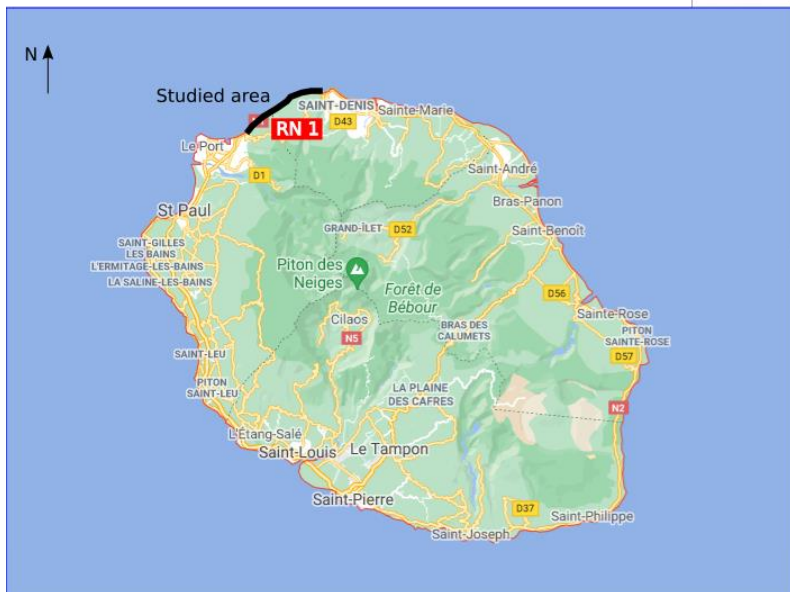 N
Studied area
SAINT-DENIS
Sainte-Marie
D43
RN 1
Le Port
D1
Saint-André
St Paul
Bras-Panon
GRAND-ÎLET
D52
Saint-Benoît
SAINT-GILLES
LES BAINS
L'ERMITAGE-LES-BAINS
LA SALINE-LES-BAINS
Piton des
Neiges
Forêt de
Bébour
D56
Cilaos
Sainte-Rose
BRAS DES
CALUMETS
PITON
SAINTE-ROSE
N5
SAINT-LEU
D57
PITON
SAINT-LEU
LA PLAINE
DES CAFRES
N2
L'Étang-Salé
Saint-Louis
Le Tampon
Saint-Pierre
D37
Saint-Philippe
Saint-Joseph